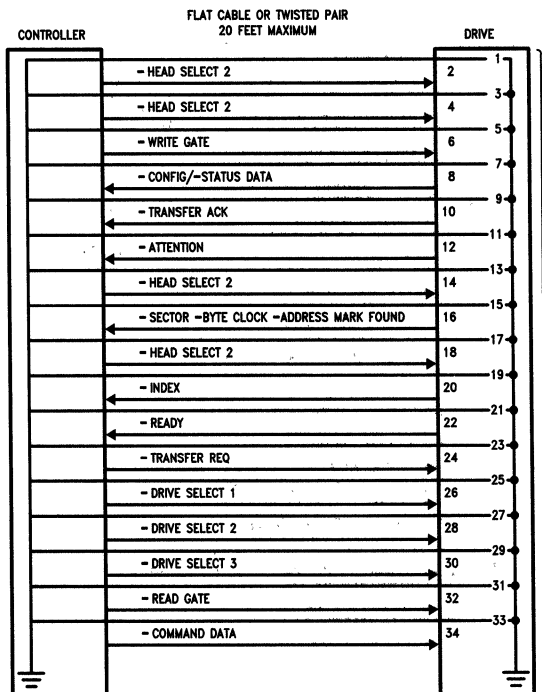 FLAT CABLE OR TWISTED PAIR
20 FEET MAXIMUM
CONTROLLER
DRIVE
1
- HEAD SELECT 2 2
3
- HEAD SELECT 2 4
5
- WRITE GATE 6
7
- CONFIG/-STATUS DATA 8
9
- TRANSFER ACK 10
11
- ATTENTION 12
13
- HEAD SELECT 2 14
15
- SECTOR -BYTE CLOCK -ADDRESS MARK FOUND 16
17
- HEAD SELECT 2 18
19
- INDEX 20
21
- READY 22
23
- TRANSFER REQ 24
25
- DRIVE SELECT 1 26
27
- DRIVE SELECT 2 28
29
- DRIVE SELECT 3 30
31
- READ GATE 32
33
- COMMAND DATA 34